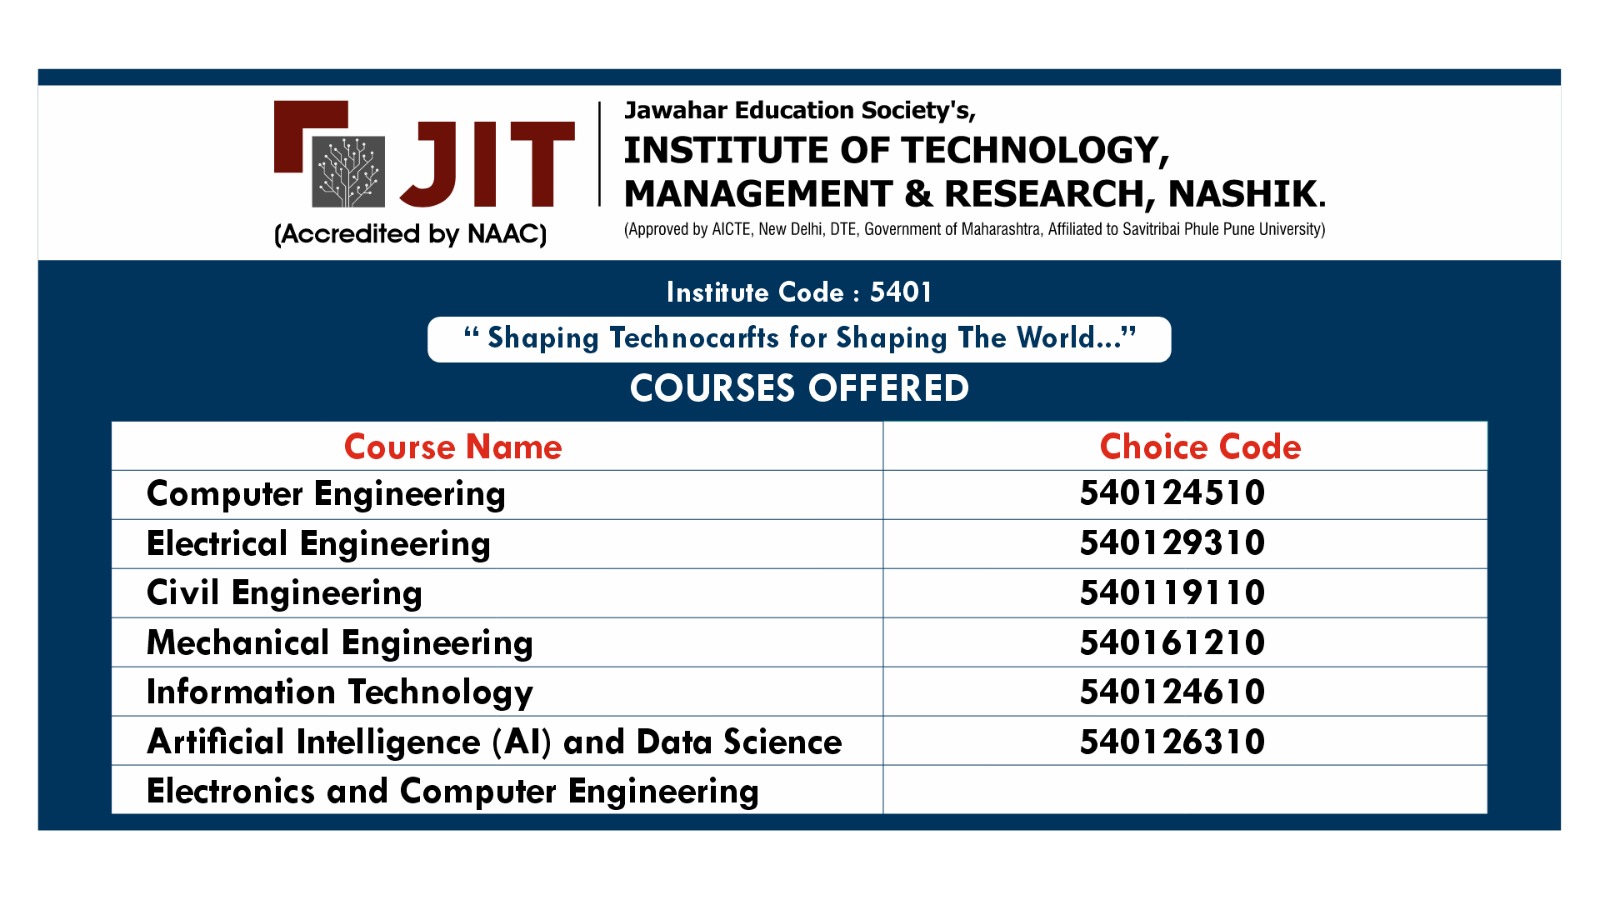 JIT
(Accredited by NAAC)
Jawahar Education Society's,
INSTITUTE OF TECHNOLOGY,
MANAGEMENT & RESEARCH, NASHIK.
(Approved by AICTE, New Delhi, DTE, Government of Maharashtra, Affiliated to Savitribai Phule Pune University)
Institute Code : 5401
“ Shaping Technocarfts for Shaping The World...”
COURSES OFFERED
Course Name Choice Code
Computer Engineering 540124510
Electrical Engineering 540129310
Civil Engineering 540119110
Mechanical Engineering 540161210
Information Technology 540124610
Artificial Intelligence (AI) and Data Science 540126310
Electronics and Computer Engineering